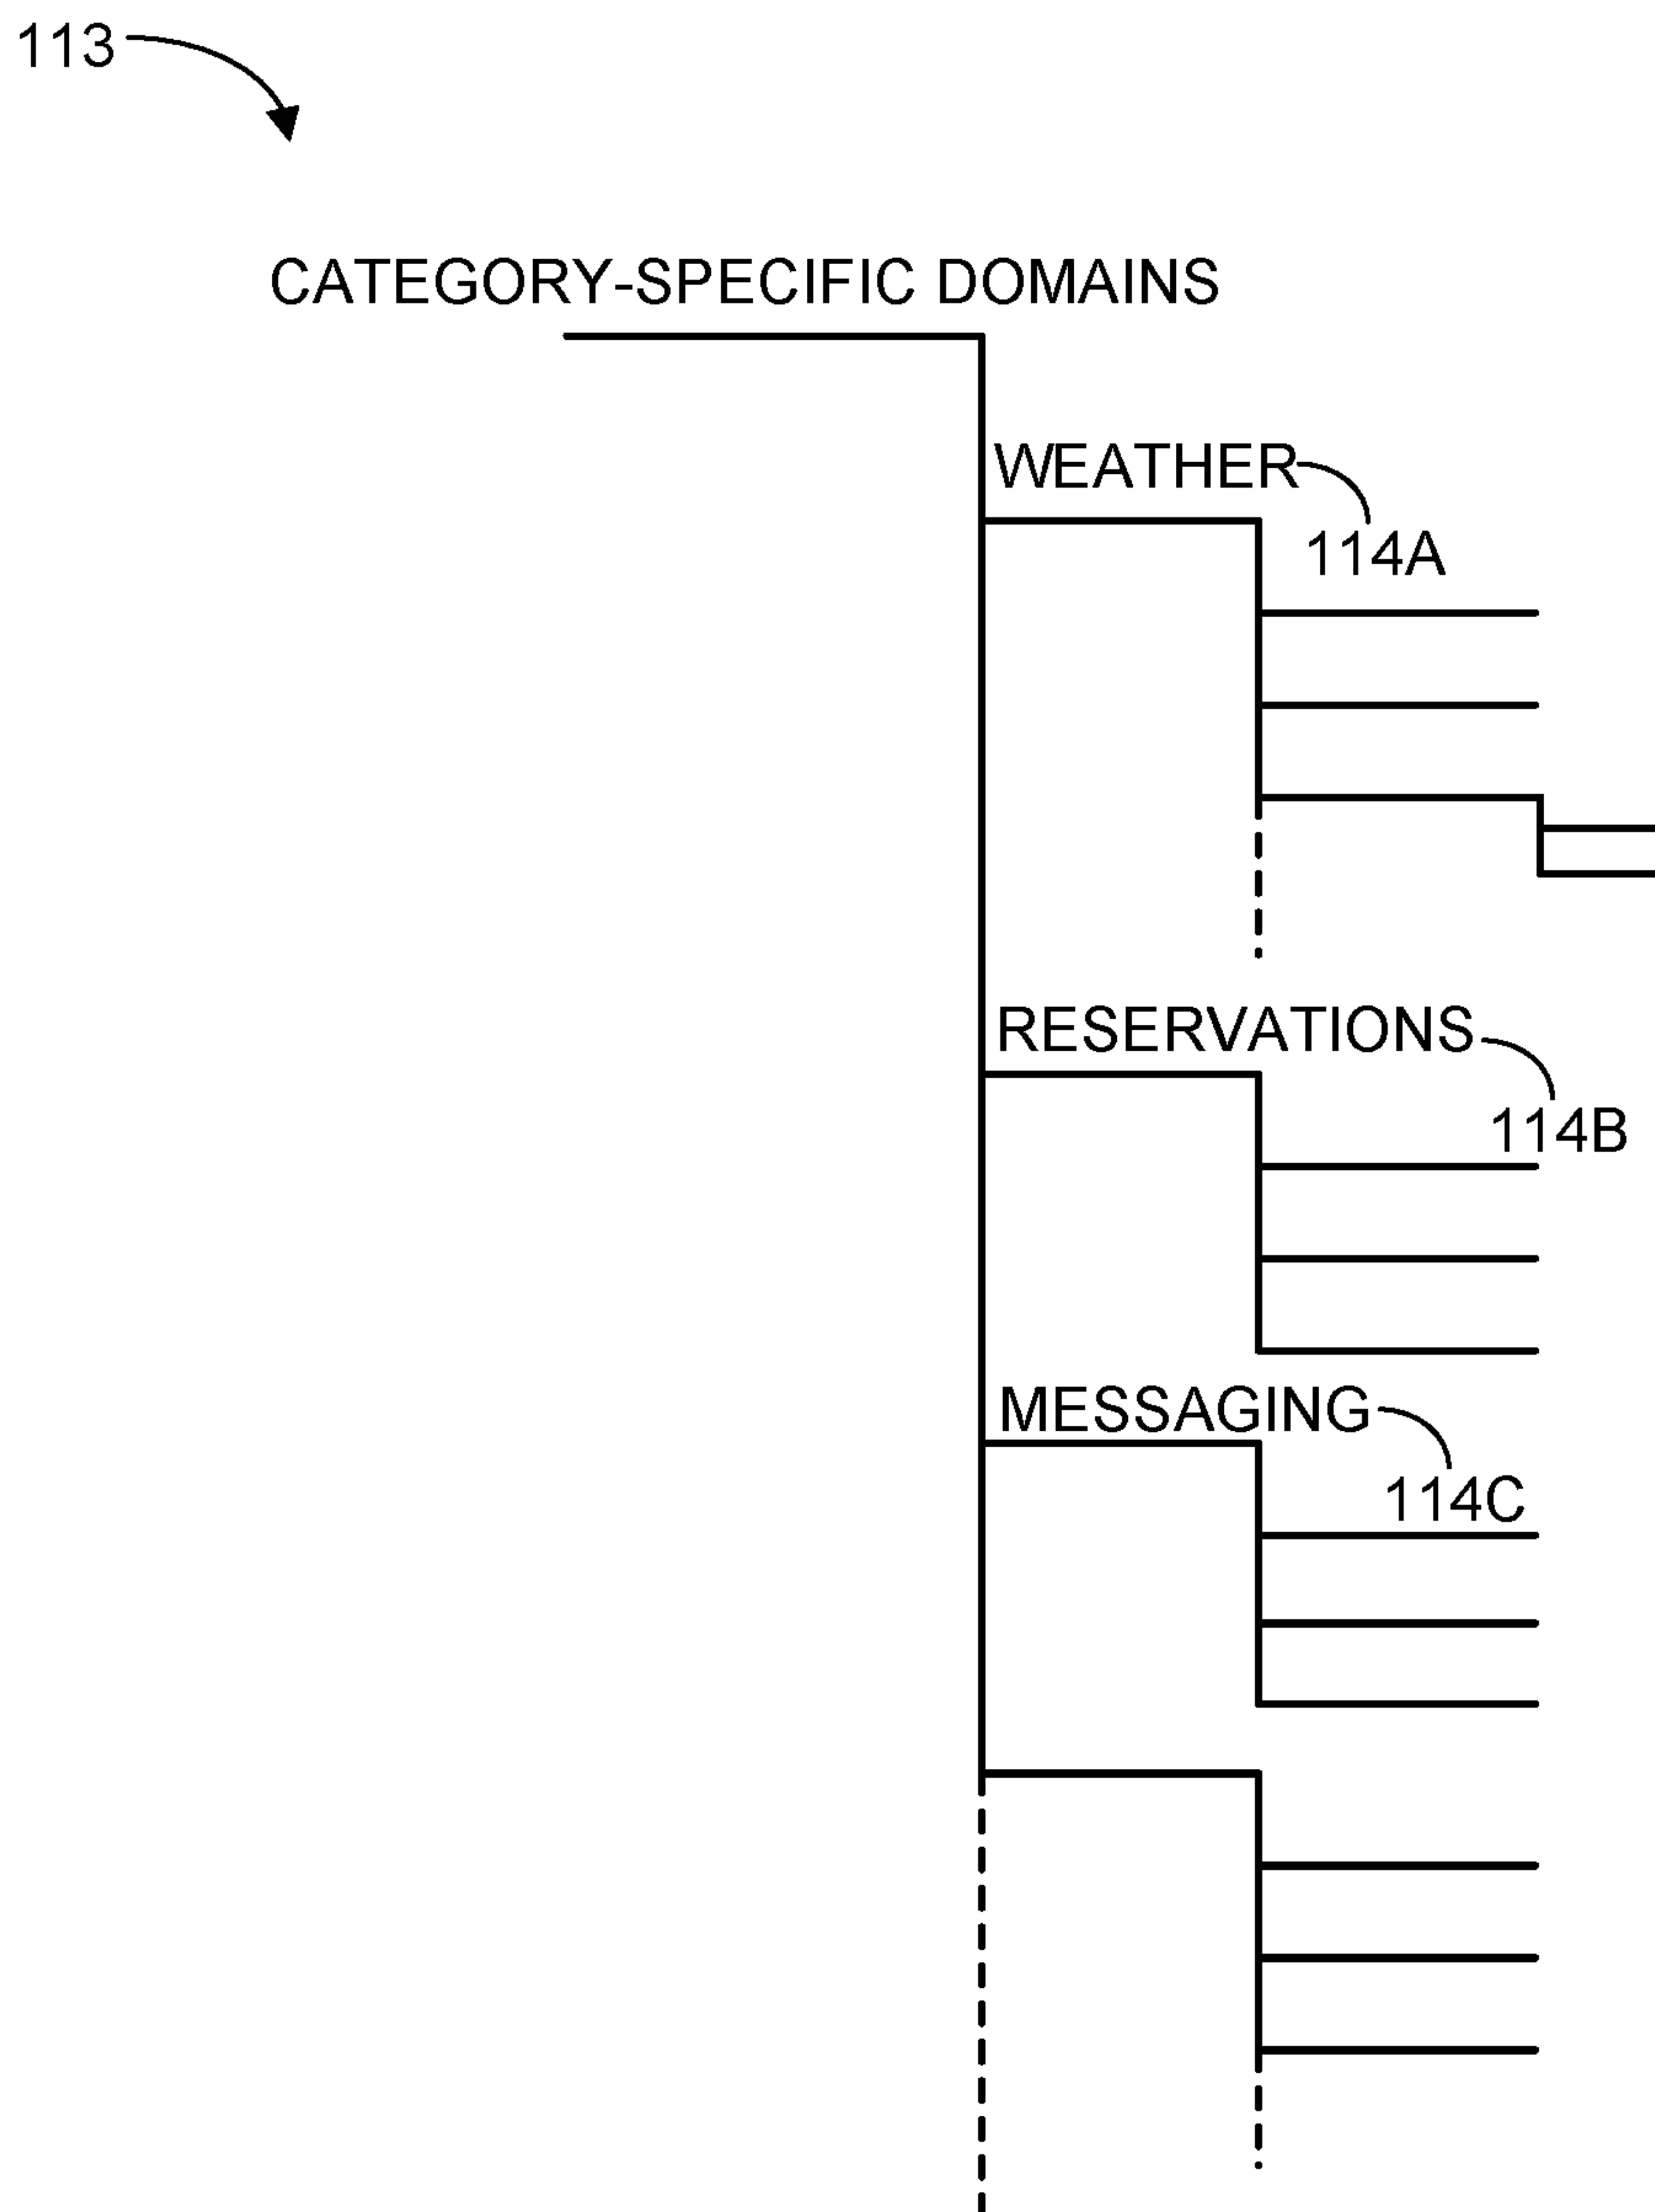 113
CATEGORY-SPECIFIC DOMAINS
WEATHER
114A
RESERVATIONS
114B
MESSAGING
114C